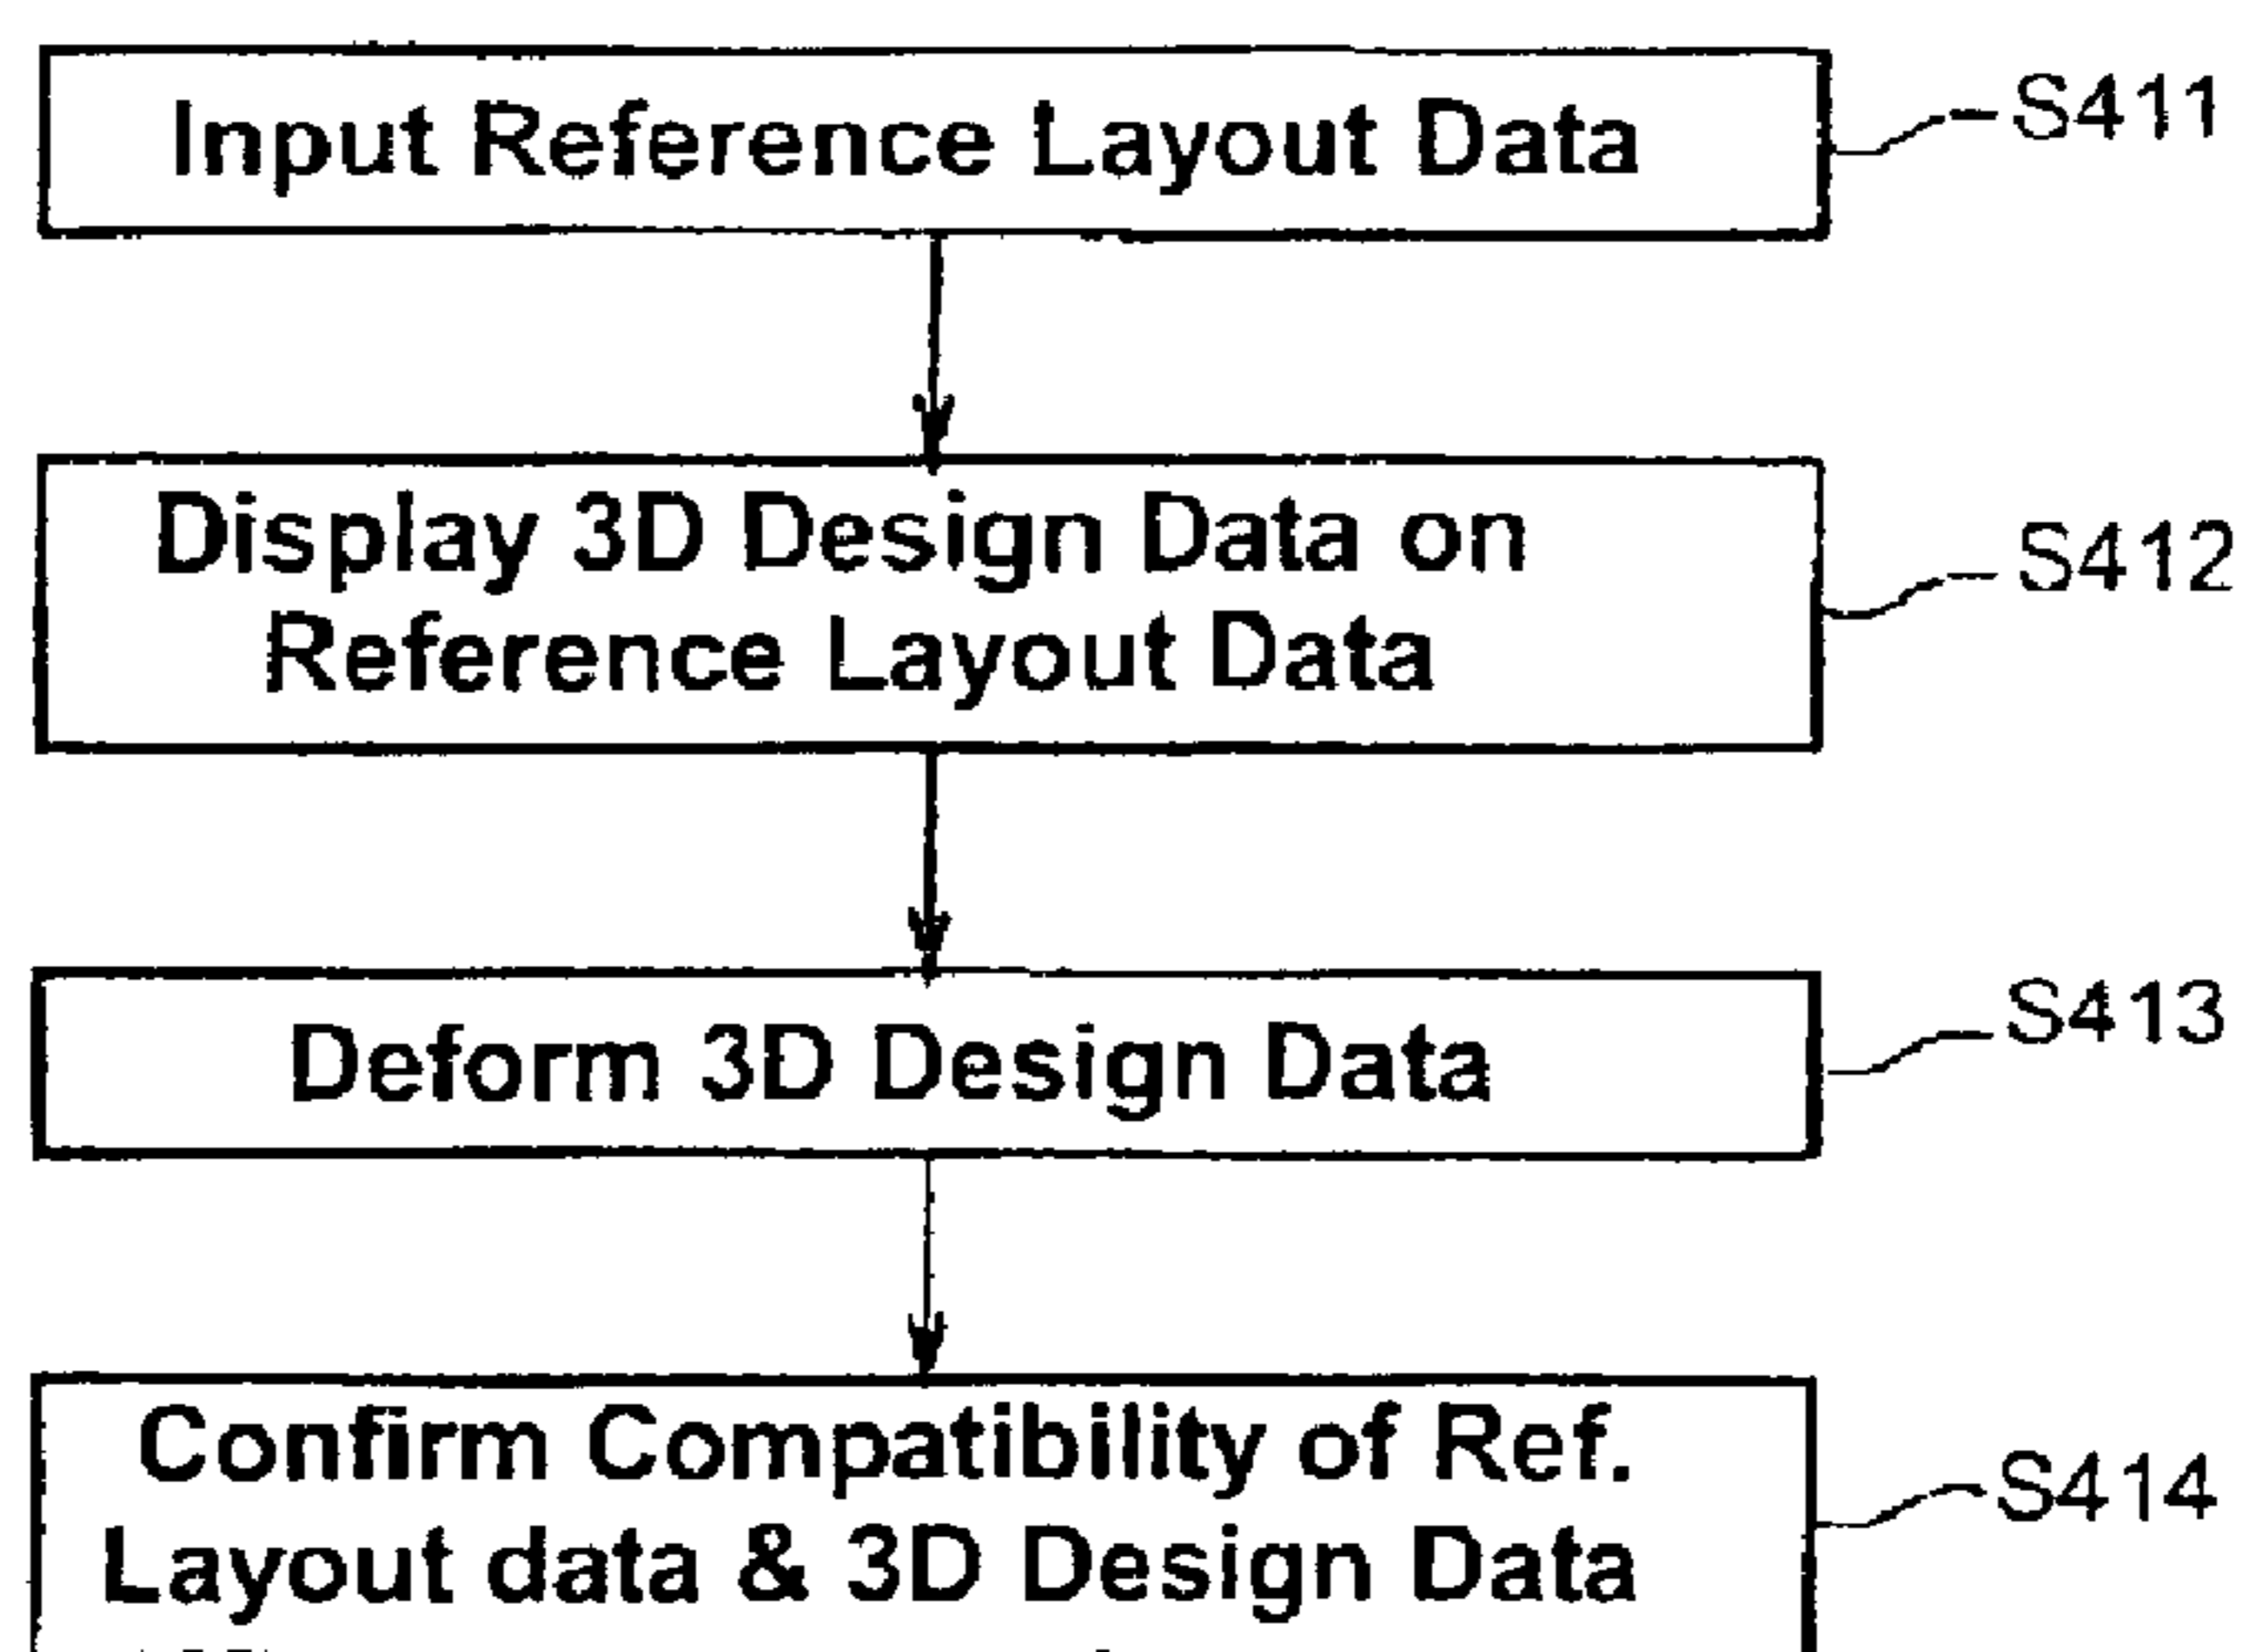 Input Reference Layout Data
S411
Display 3D Design Data on
Reference Layout Data
S412
Deform 3D Design Data
S413
Confirm Compatibility of Ref.
Layout data & 3D Design Data
S414